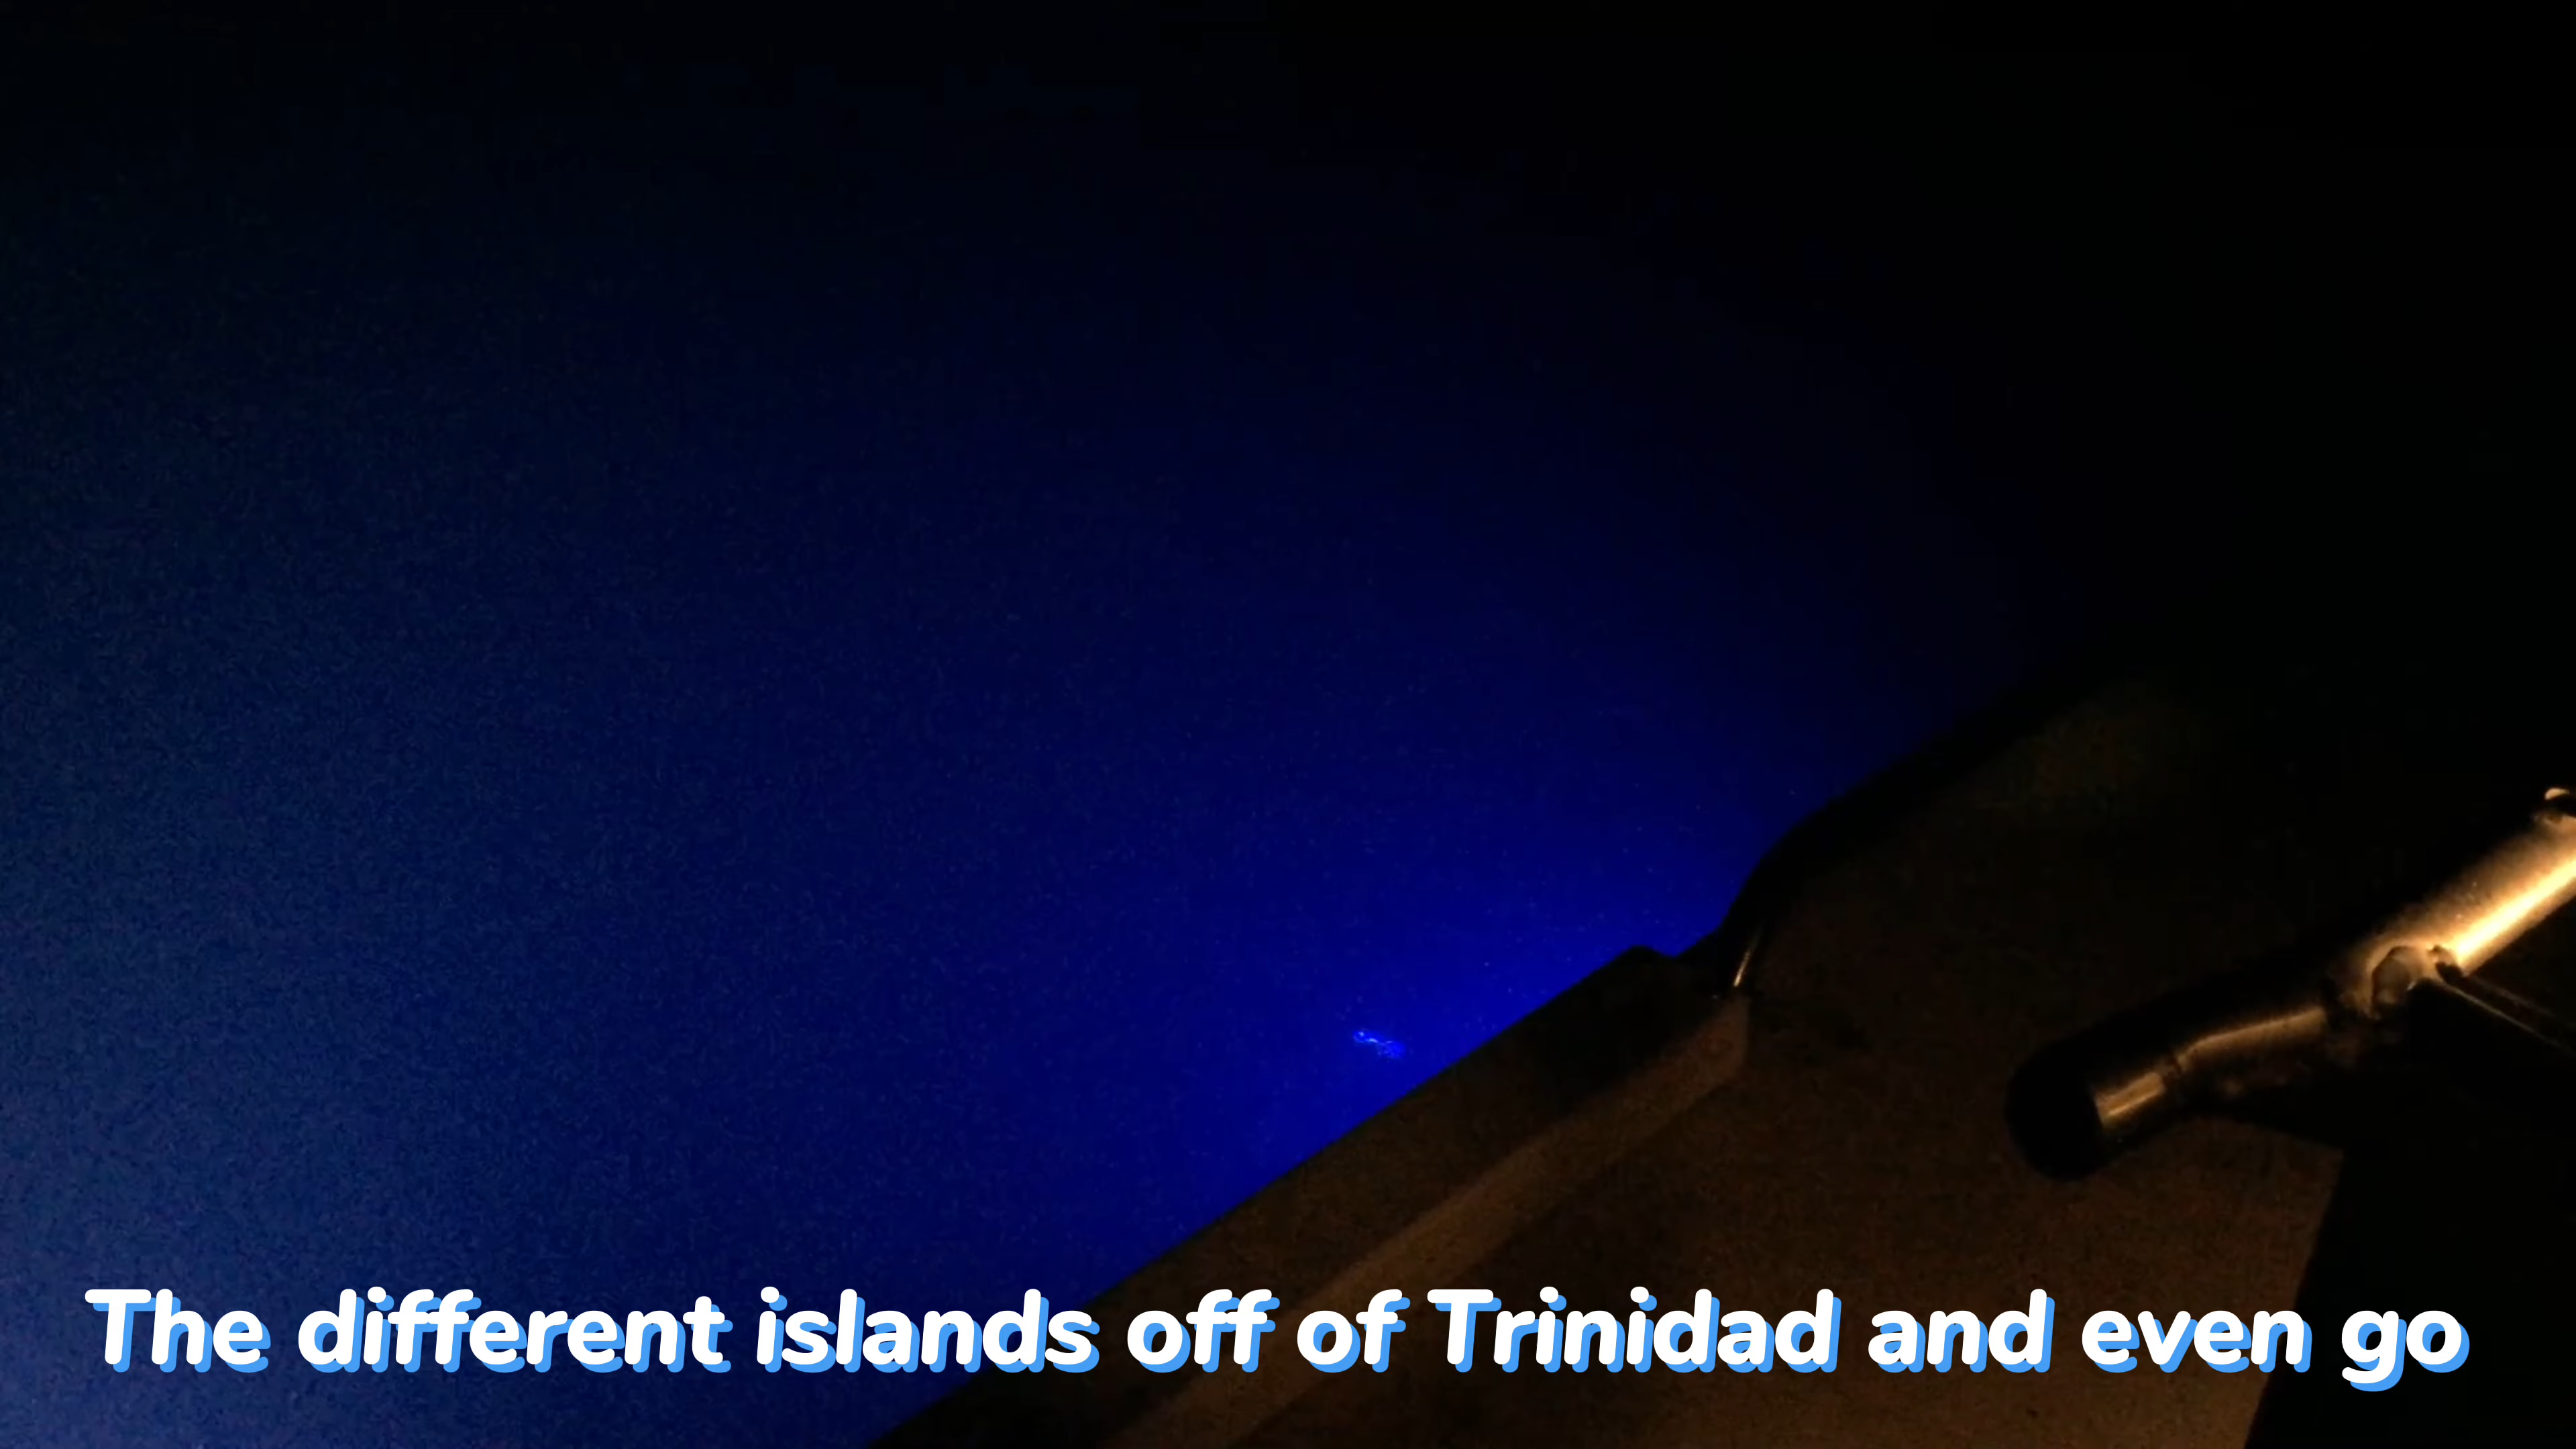 The different islands off of Trinidad and even go